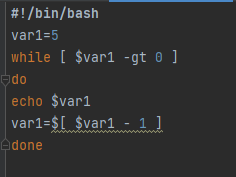 #!/bin/bash
var1=5
while [ $var1 -gt 0 ]
do
echo $var1
var1=$[ $var1 - 1 ]
done